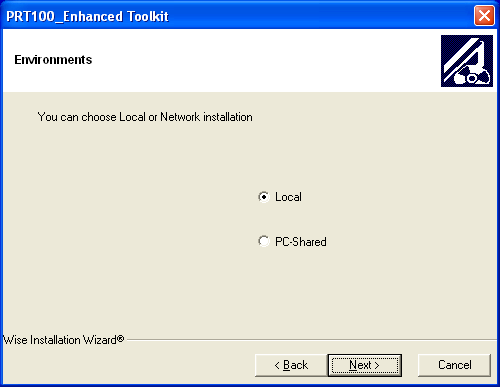 PRT100_Enhanced Toolkit
Environments
You can choose Local or Network installation
Local
PC-Shared
Wise Installation Wizard®
< Back
Next >
Cancel